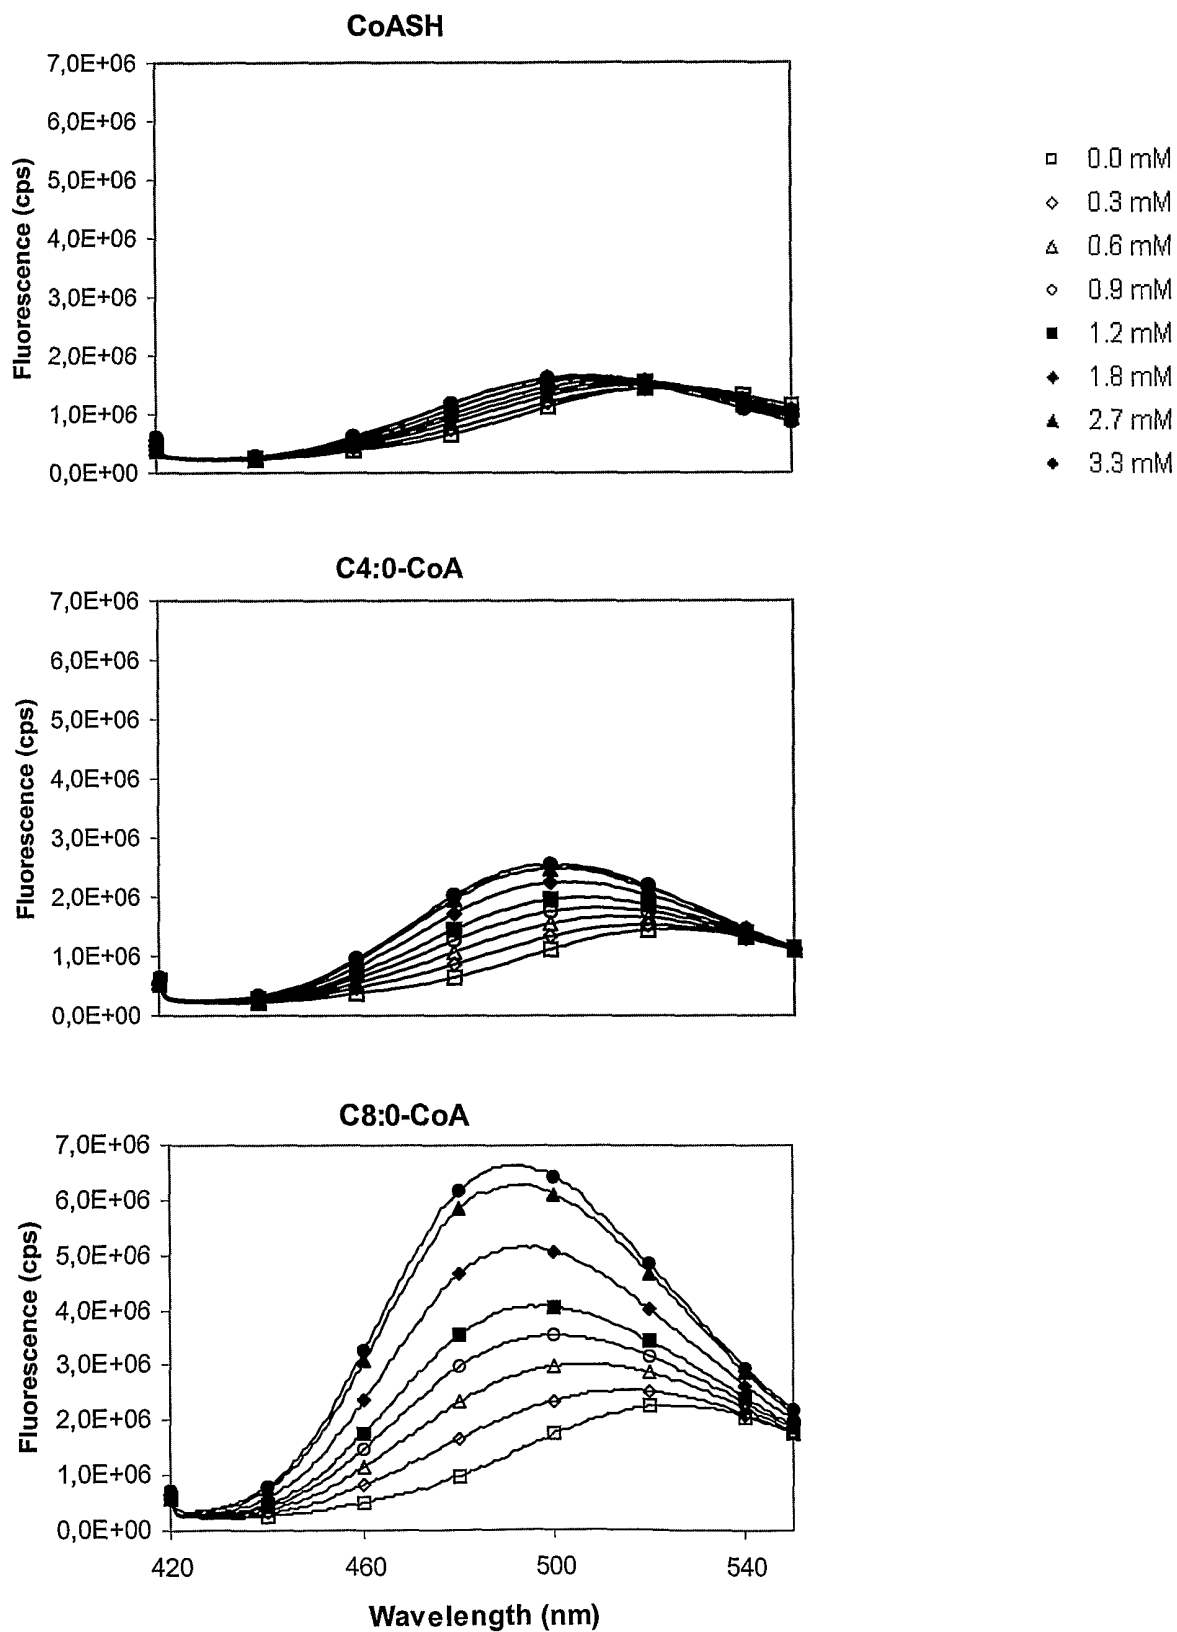 CoASH
7,0E+06
6,0E+06
5,0E+06
4,0E+06
3,0E+06
2,0E+06
1,0E+06
0,0E+00
Fluorescence (cps)
0.0 mM
0.3 mM
0.6 mM
0.9 mM
1.2 mM
1.8 mM
2.7 mM
3.3 mM
C4:0-CoA
7,0E+06
6,0E+06
5,0E+06
4,0E+06
3,0E+06
2,0E+06
1,0E+06
0,0E+00
Fluorescence (cps)
C8:0-CoA
7,0E+06
6,0E+06
5,0E+06
4,0E+06
3,0E+06
2,0E+06
1,0E+06
0,0E+00
Fluorescence (cps)
420 460 500 540
Wavelength (nm)